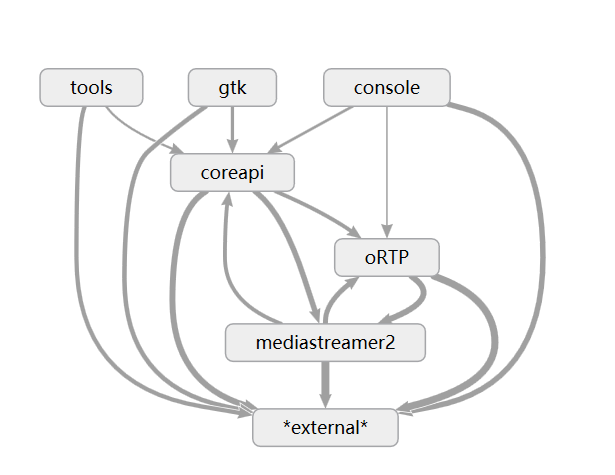 tools
gtk
console
coreapi
oRTP
mediastreamer2
*external*